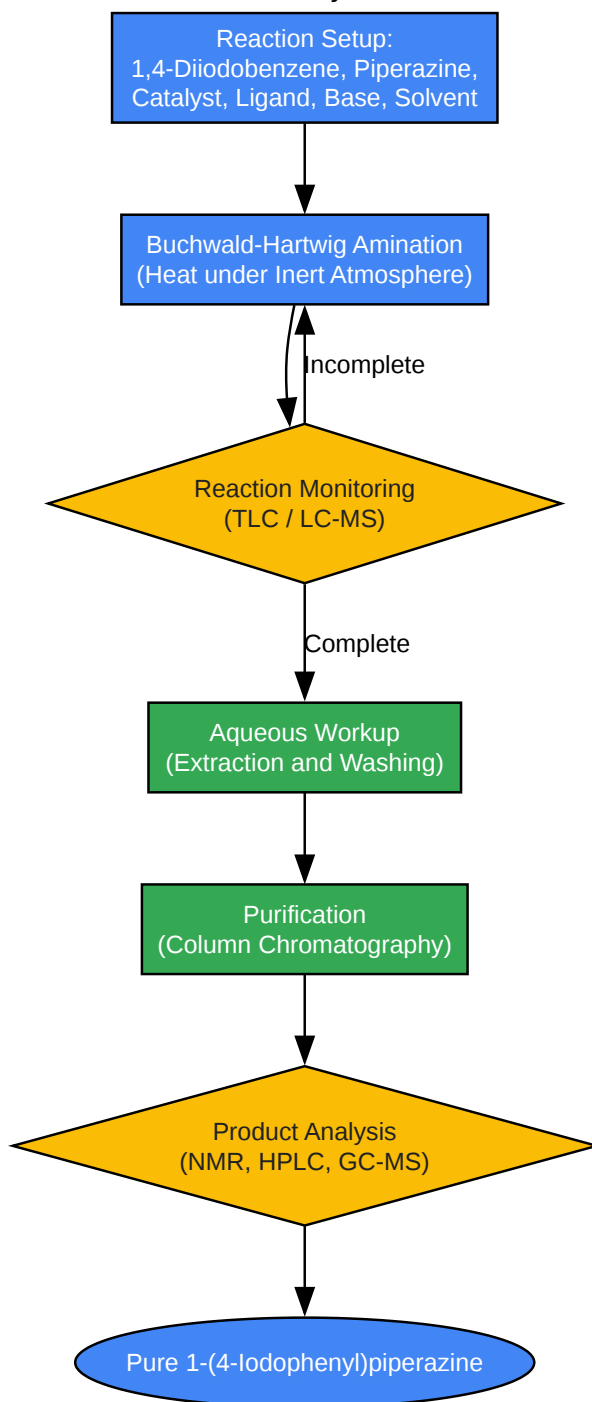 Reaction Setup:
1,4-Diiodobenzene, Piperazine,
Catalyst, Ligand, Base, Solvent
Buchwald-Hartwig Amination
(Heat under Inert Atmosphere)
Incomplete
Reaction Monitoring
(TLC / LC-MS)
Complete
Aqueous Workup
(Extraction and Washing)
Purification
(Column Chromatography)
Product Analysis
(NMR, HPLC, GC-MS)
Pure 1-(4-Iodophenyl)piperazine